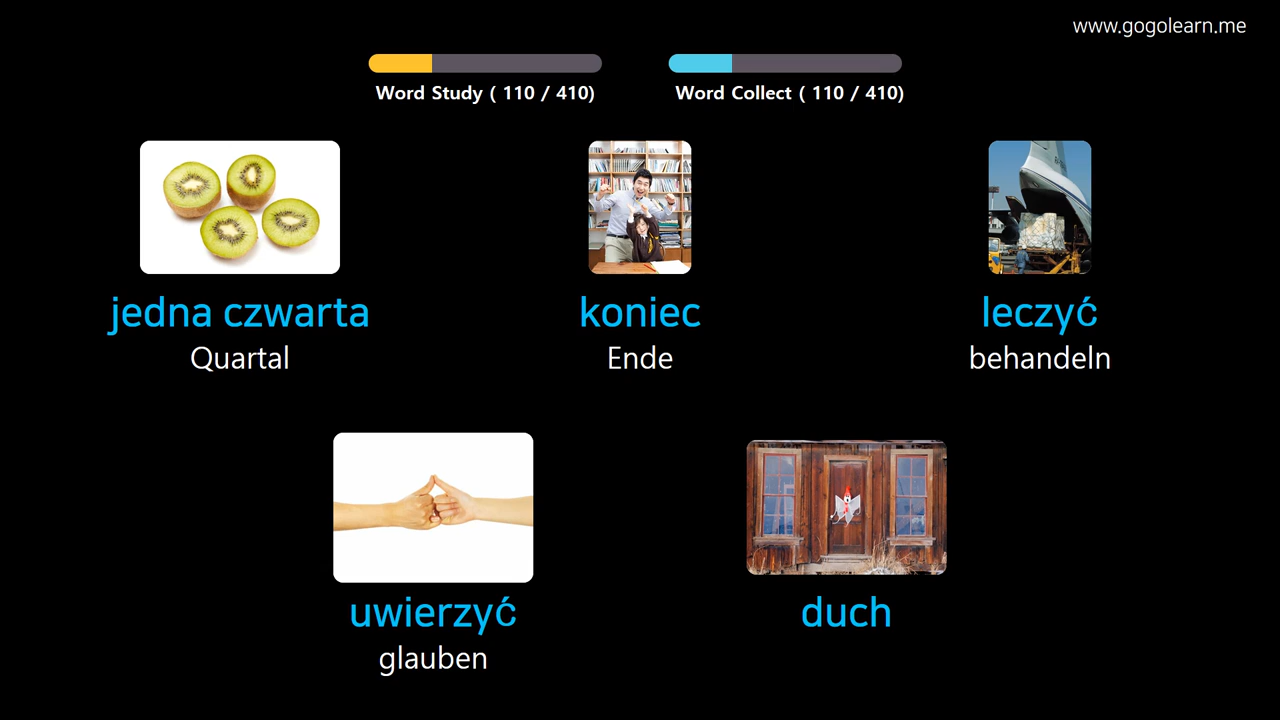 www.gogolearn.me
Word Study ( 110 / 410)
Word Collect ( 110 / 410)
jedna czwarta
Quartal
koniec
Ende
leczyć
behandeln
uwierzyć
glauben
duch